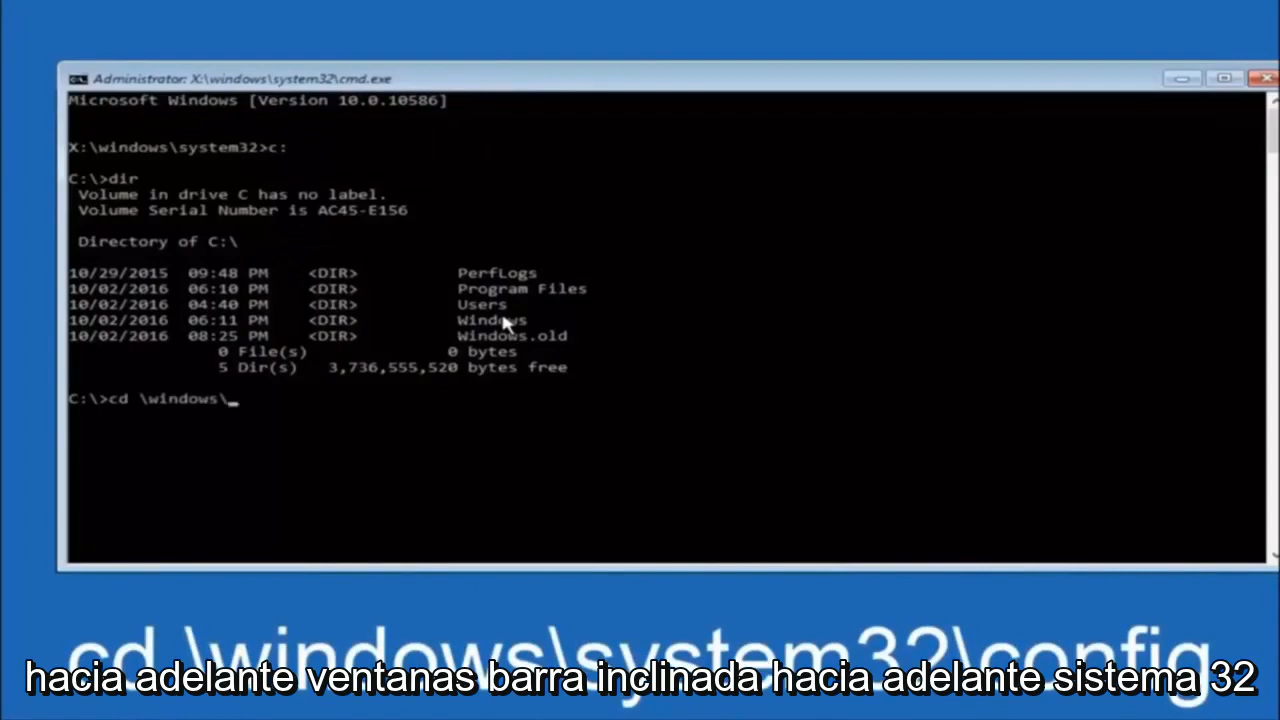 Administrator: X:\windows\system32\cmd.exe
Microsoft Windows [Version 10.0.10586]
X:\windows\system32>c:
C:\>dir
Volume in drive C has no label.
Volume Serial Number is AC45-E156
Directory of C:\
10/29/2015 09:48 PM <DIR> PerfLogs
10/02/2016 06:10 PM <DIR> Program Files
10/02/2016 04:40 PM <DIR> Users
10/02/2016 06:11 PM <DIR> Windows
10/02/2016 08:25 PM <DIR> Windows.old
0 File(s) 0 bytes
5 Dir(s) 3,736,555,520 bytes free
C:\>cd \windows\_
cd \windows\system32\config
hacia adelante ventanas barra inclinada hacia adelante sistema 32